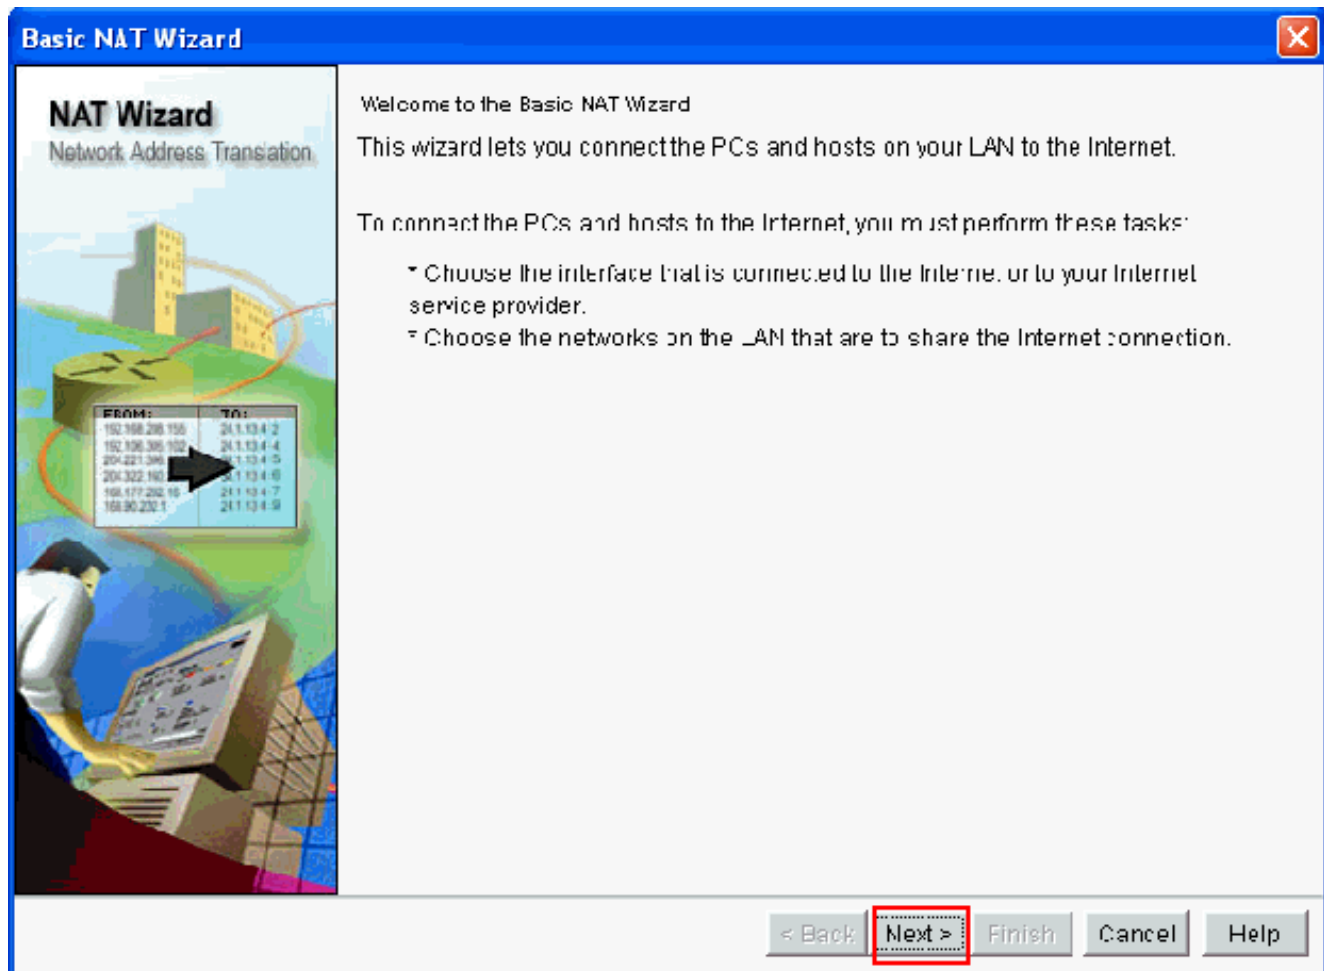 Basic NAT Wizard
NAT Wizard
Network Address Translation
Welcome to the Basic NAT Wizard
This wizard lets you connect the PCs and hosts on your LAN to the Internet.
To connect the PCs and hosts to the Internet, you must perform these tasks:
* Choose the interface that is connected to the Internet or to your Internet
service provider.
* Choose the networks on the LAN that are to share the Internet connection.
FROM: TO:
< Back Next > Finish Cancel Help